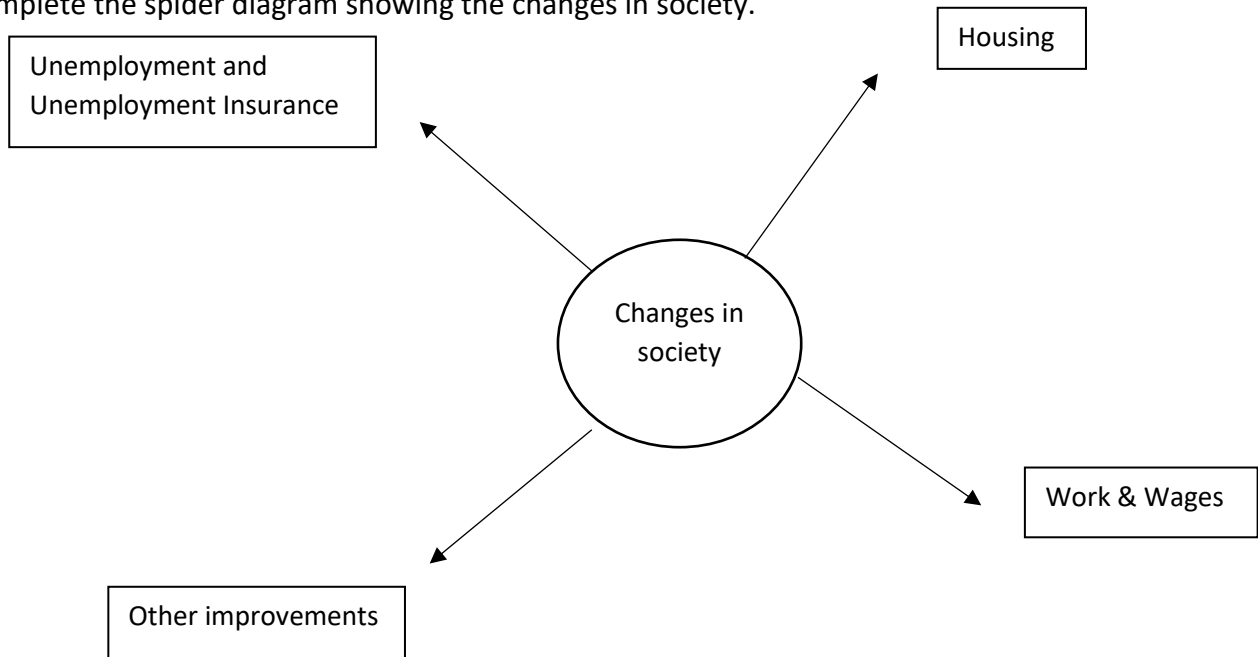 mplete the spider diagram showing the changes in society.
Housing
Unemployment and
Unemployment Insurance
Changes in
society
Work & Wages
Other improvements